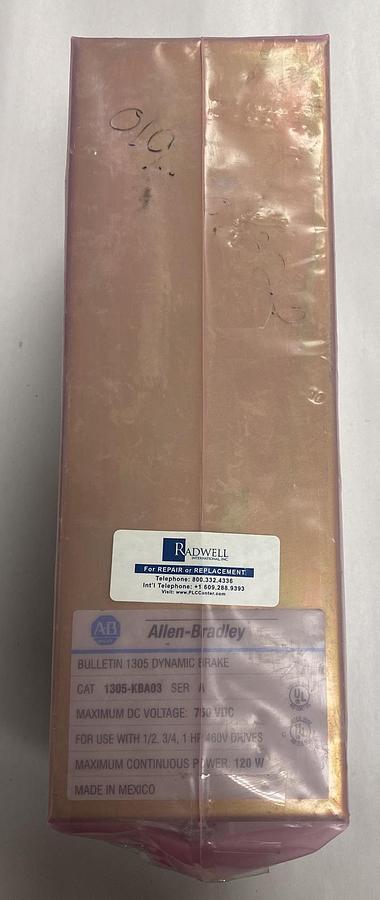 010
RADWELL
INTERNATIONAL, INC.
For REPAIR or REPLACEMENT
Telephone: 800.332.4336
Int'l Telephone: +1 609.288.9393
Visit: www.PLCCenter.com
AB Allen-Bradley
BULLETIN 1305 DYNAMIC BRAKE
CAT 1305-KBA03 SER A
MAXIMUM DC VOLTAGE: 750 VDC
FOR USE WITH 1/2, 3/4, 1 HP 460V DRIVES
MAXIMUM CONTINUOUS POWER: 120 W
MADE IN MEXICO
UL